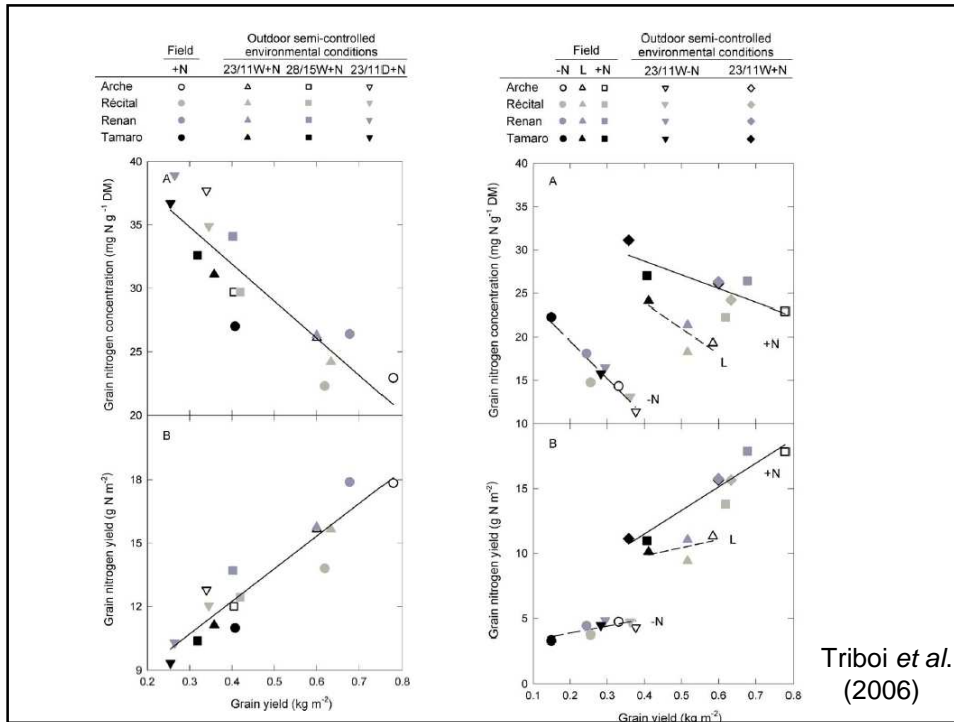 Outdoor semi-controlled
Field environmental conditions
+N 23/11W+N 28/15W+N 23/11D+N
Arche
Récital
Renan
Tamaro
40
35
30
25
20
A
Grain nitrogen concentration (mg N g⁻¹ DM)
18
15
12
9
B
Grain nitrogen yield (g N m⁻²)
0.2 0.3 0.4 0.5 0.6 0.7 0.8
Grain yield (kg m⁻²)
Outdoor semi-controlled
Field environmental conditions
-N L +N 23/11W-N 23/11W+N
Arche
Récital
Renan
Tamaro
40
35
30
25
20
15
10
A
Grain nitrogen concentration (mg N g⁻¹ DM)
+N
L
-N
15
10
5
0
B
Grain nitrogen yield (g N m⁻²)
+N
L
-N
0.1 0.2 0.3 0.4 0.5 0.6 0.7 0.8
Grain yield (kg m⁻²)
Triboi et al.
(2006)